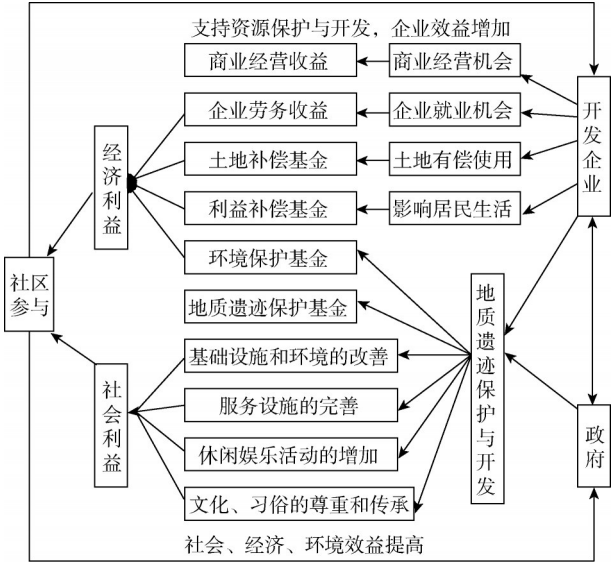 支持资源保护与开发，企业效益增加
商业经营收益
商业经营机会
企业劳务收益
企业就业机会
土地补偿基金
土地有偿使用
利益补偿基金
影响居民生活
环境保护基金
地质遗迹保护基金
基础设施和环境的改善
服务设施的完善
休闲娱乐活动的增加
文化、习俗的尊重和传承
经济利益
社会利益
社区
参与
开发企业
地质遗迹保护与开发
政府
社会、经济、环境效益提高